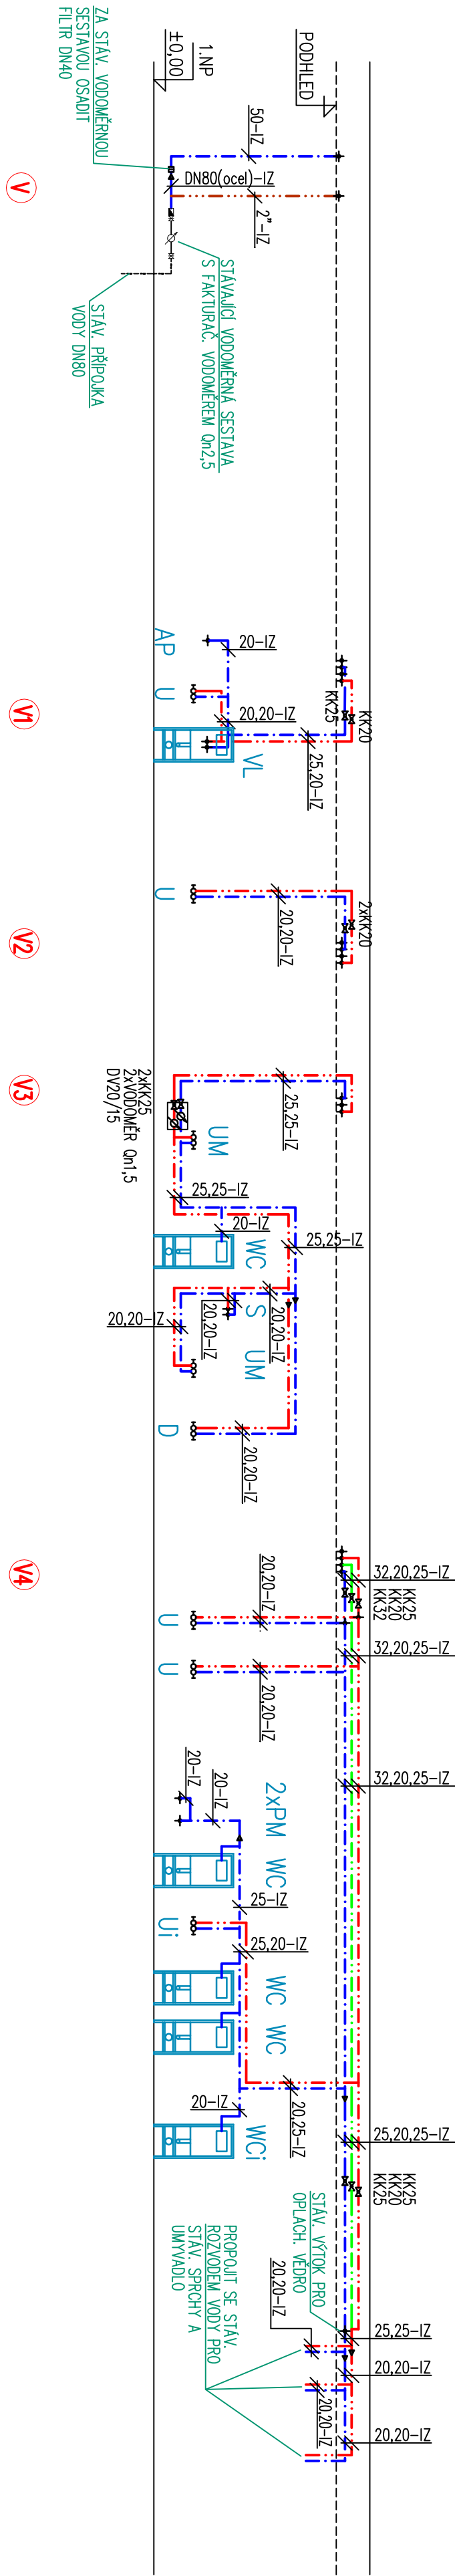 PODHLED
1.NP
±0,00
50-IZ
DN80(ocel)-IZ
2"-IZ
ZA STÁV. VODOMĚRNOU
SESTAVOU OSADIT
FILTR DN40
STÁVAJÍCÍ VODOMĚRNÁ SESTAVA
S FAKTURAČ. VODOMĚREM Qn2,5
STÁV. PŘÍPOJKA
VODY DN80
V
KK20
KK25
20-IZ
20,20-IZ
25,20-IZ
AP
U
VL
V1
2xKK20
20,20-IZ
U
V2
25,25-IZ
2xKK25
2xVODOMĚR Qn1,5
DV20/15
UM
25,25-IZ
20-IZ
25,25-IZ
WC
20,20-IZ
20,20-IZ
20,20-IZ
S
UM
D
20,20-IZ
V3
32,20,25-IZ
KK25
KK20
KK32
20,20-IZ
32,20,25-IZ
U
U
20,20-IZ
V4
32,20,25-IZ
20-IZ
20-IZ
2xPM
WC
25-IZ
Ui
25,20-IZ
WC
WC
20-IZ
20,25-IZ
WCi
25,20,25-IZ
KK25
KK20
KK25
STÁV. VÝTOK PRO
OPLACH. VĚDRO
PROPOJIT SE STÁV.
ROZVODEM VODY PRO
STÁV. SPRCHY A
UMYVADLO
20,20-IZ
25,25-IZ
20,20-IZ
20,20-IZ
20,20-IZ